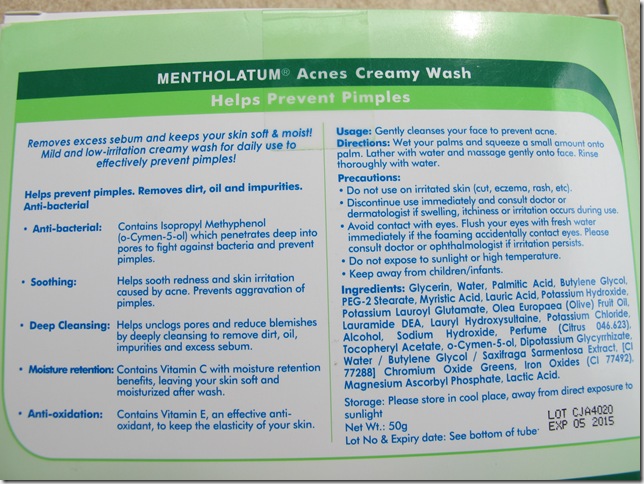 MENTHOLATUM® Acnes Creamy Wash
Helps Prevent Pimples
Removes excess sebum and keeps your skin soft & moist!
Mild and low-irritation creamy wash for daily use to
effectively prevent pimples!
Helps prevent pimples. Removes dirt, oil and impurities.
Anti-bacterial
• Anti-bacterial: Contains Isopropyl Methyphenol
(o-Cymen-5-ol) which penetrates deep into
pores to fight against bacteria and prevent
pimples.
• Soothing: Helps sooth redness and skin irritation
caused by acne. Prevents aggravation of
pimples.
• Deep Cleansing: Helps unclogs pores and reduce blemishes
by deeply cleansing to remove dirt, oil,
impurities and excess sebum.
• Moisture retention: Contains Vitamin C with moisture retention
benefits, leaving your skin soft and
moisturized after wash.
• Anti-oxidation: Contains Vitamin E, an effective anti-
oxidant, to keep the elasticity of your skin.
Usage: Gently cleanses your face to prevent acne.
Directions: Wet your palms and squeeze a small amount onto
palm. Lather with water and massage gently onto face. Rinse
thoroughly with water.
Precautions:
• Do not use on irritated skin (cut, eczema, rash, etc).
• Discontinue use immediately and consult doctor or
dermatologist if swelling, itchiness or irritation occurs during use.
• Avoid contact with eyes. Flush your eyes with fresh water
immediately if the foaming accidentally contact eyes. Please
consult doctor or ophthalmologist if irritation persists.
• Do not expose to sunlight or high temperature.
• Keep away from children/infants.
Ingredients: Glycerin, Water, Palmitic Acid, Butylene Glycol,
PEG-2 Stearate, Myristic Acid, Lauric Acid, Potassium Hydroxide,
Potassium Lauroyl Glutamate, Olea Europaea (Olive) Fruit Oil,
Lauramide DEA, Lauryl Hydroxysultaine, Potassium Chloride,
Alcohol, Sodium Hydroxide, Perfume (Citrus 046.623),
Tocopheryl Acetate, o-Cymen-5-ol, Dipotassium Glycyrrhizate,
Water / Butylene Glycol / Saxifraga Sarmentosa Extract, [CI
77288] Chromium Oxide Greens, Iron Oxides (CI 77492),
Magnesium Ascorbyl Phosphate, Lactic Acid.
Storage: Please store in cool place, away from direct exposure to
sunlight
Net Wt.: 50g
Lot No & Expiry date: See bottom of tube
LOT CJA4020
EXP 05 2015